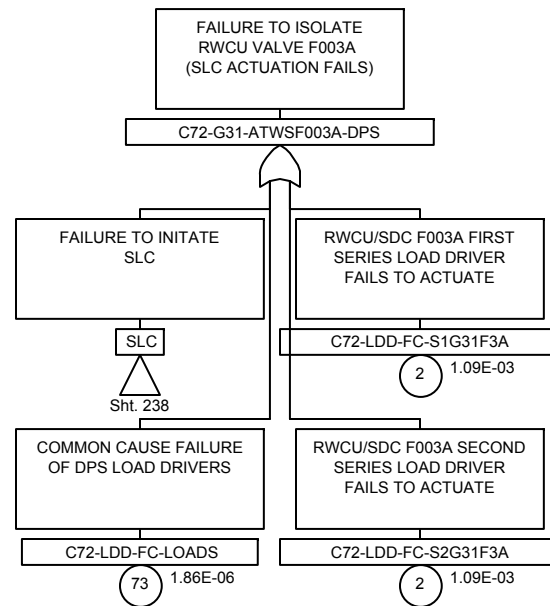 FAILURE TO ISOLATE
RWCU VALVE F003A
(SLC ACTUATION FAILS)
C72-G31-ATWSF003A-DPS
FAILURE TO INITATE
SLC
SLC
Sht. 238
RWCU/SDC F003A FIRST
SERIES LOAD DRIVER
FAILS TO ACTUATE
C72-LDD-FC-S1G31F3A
2
1.09E-03
COMMON CAUSE FAILURE
OF DPS LOAD DRIVERS
C72-LDD-FC-LOADS
73
1.86E-06
RWCU/SDC F003A SECOND
SERIES LOAD DRIVER
FAILS TO ACTUATE
C72-LDD-FC-S2G31F3A
2
1.09E-03